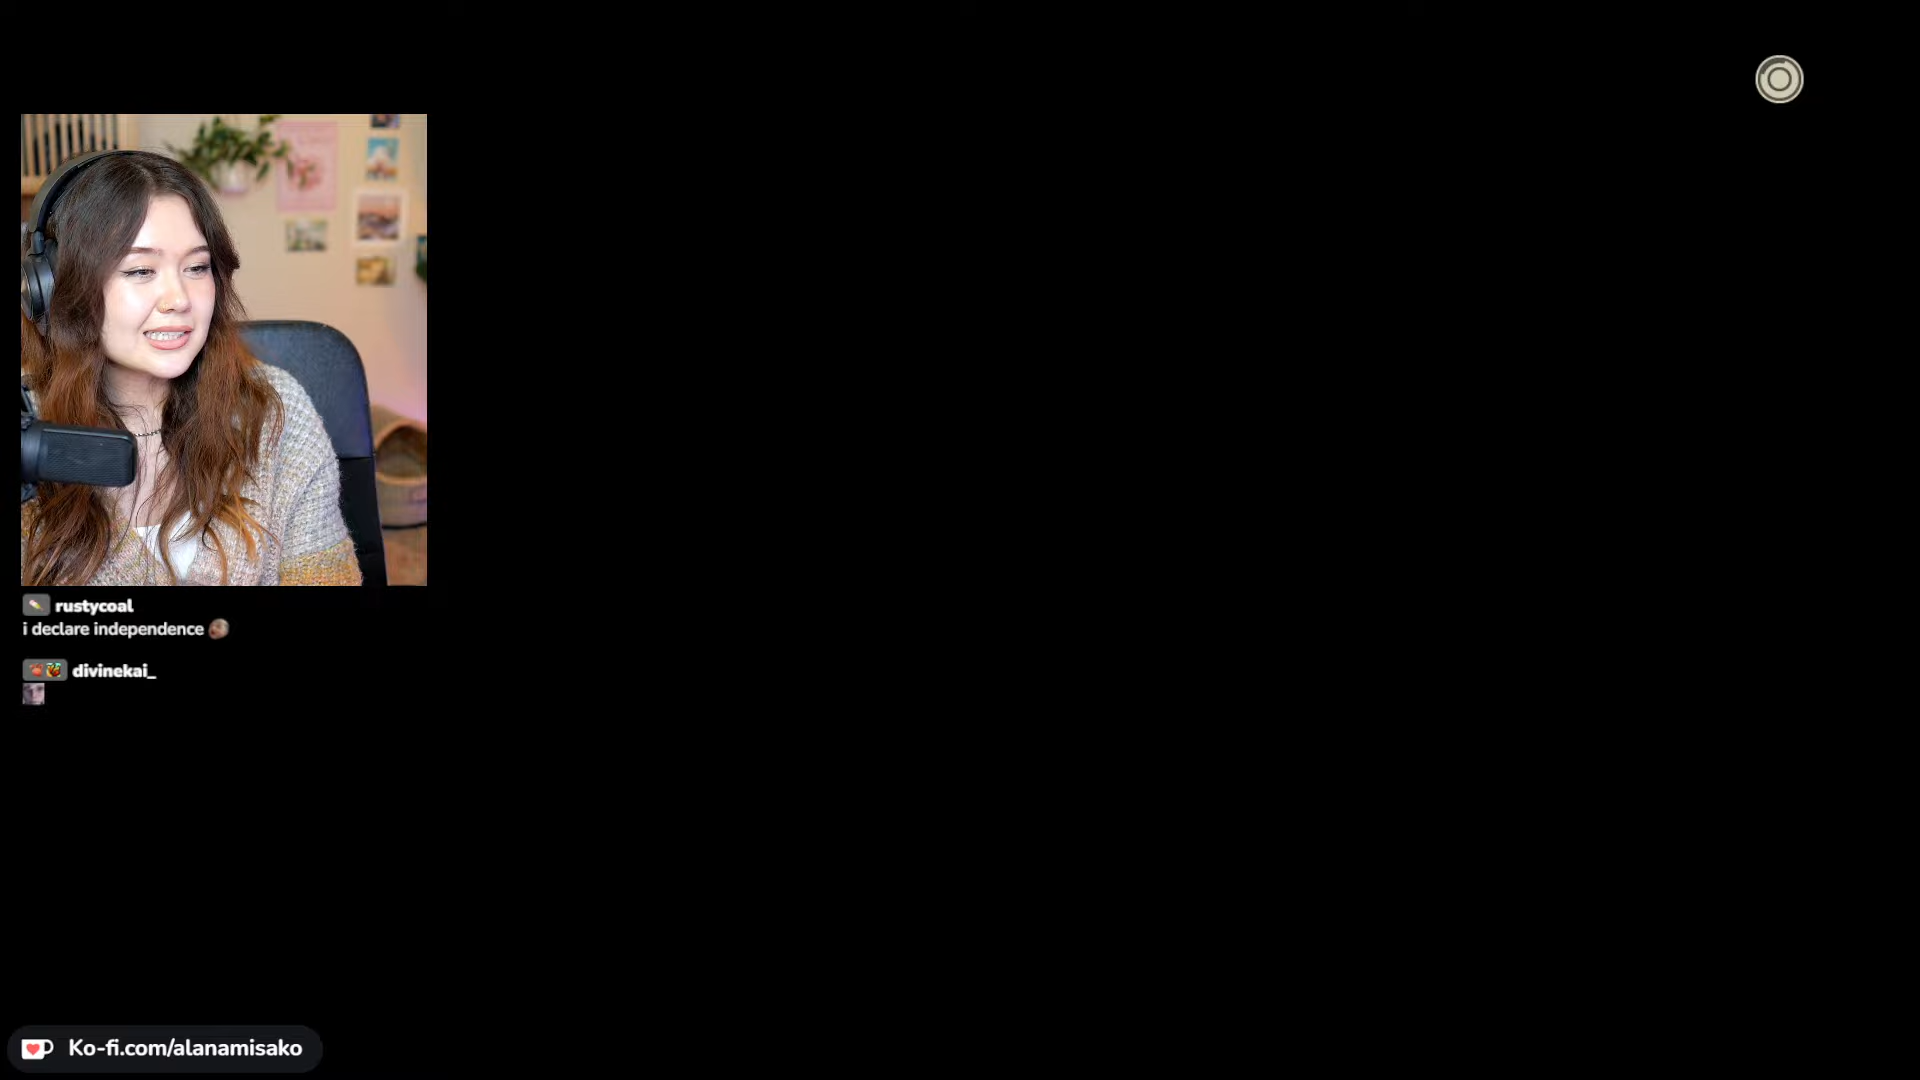 rustycoal
i declare independence
divinekai_
Ko-fi.com/alanamisako